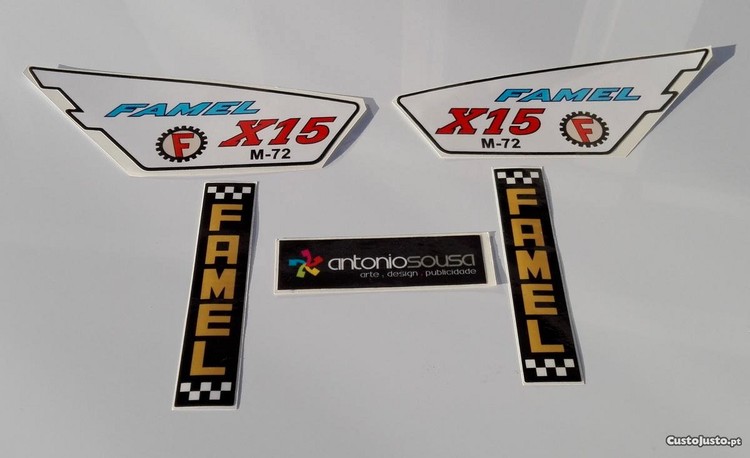 FAMEL
X15
M-72
F
FAMEL
X15
M-72
F
FAMEL
FAMEL
antoniosousa
arte . design . publicidade
CustoJusto.pt